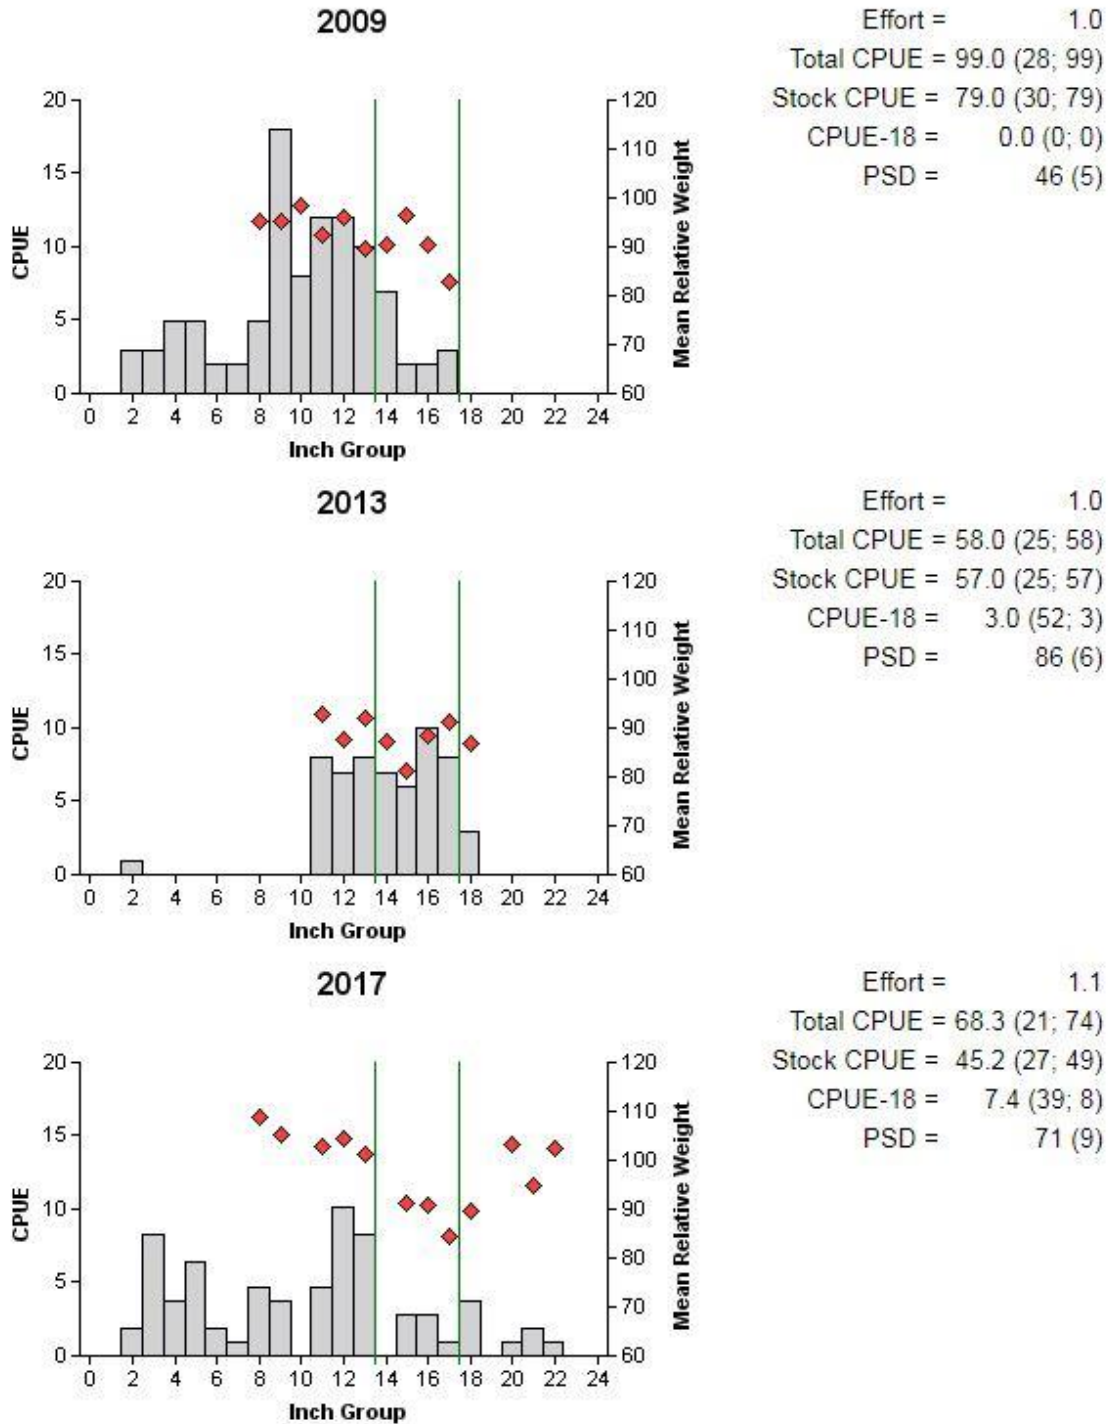 2009
Effort = 1.0
Total CPUE = 99.0 (28; 99)
Stock CPUE = 79.0 (30; 79)
CPUE-18 = 0.0 (0; 0)
PSD = 46 (5)
20
15
10
5
0
CPUE
120
110
100
90
80
70
60
Mean Relative Weight
0 2 4 6 8 10 12 14 16 18 20 22 24
Inch Group
2013
Effort = 1.0
Total CPUE = 58.0 (25; 58)
Stock CPUE = 57.0 (25; 57)
CPUE-18 = 3.0 (52; 3)
PSD = 86 (6)
20
15
10
5
0
CPUE
120
110
100
90
80
70
60
Mean Relative Weight
0 2 4 6 8 10 12 14 16 18 20 22 24
Inch Group
2017
Effort = 1.1
Total CPUE = 68.3 (21; 74)
Stock CPUE = 45.2 (27; 49)
CPUE-18 = 7.4 (39; 8)
PSD = 71 (9)
20
15
10
5
0
CPUE
120
110
100
90
80
70
60
Mean Relative Weight
0 2 4 6 8 10 12 14 16 18 20 22 24
Inch Group